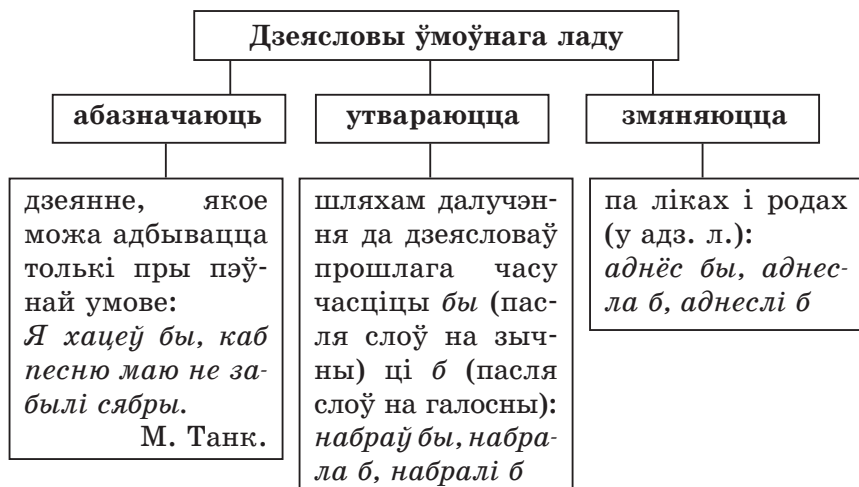 Дзеясловы ўмоўнага ладу
абазначаюць
дзеянне, якое
можа адбывацца
толькі пры пэў-
най умове:
Я хацеў бы, каб
песню маю не за-
былі сябры.
М. Танк.
утвараюцца
шляхам далучэн-
ня да дзеясловаў
прошлага часу
часціцы бы (пас-
ля слоў на зыч-
ны) ці б (пасля
слоў на галосны):
набраў бы, набра-
ла б, набралі б
змяняюцца
па ліках і родах
(у адз. л.):
аднёс бы, аднес-
ла б, аднеслі б